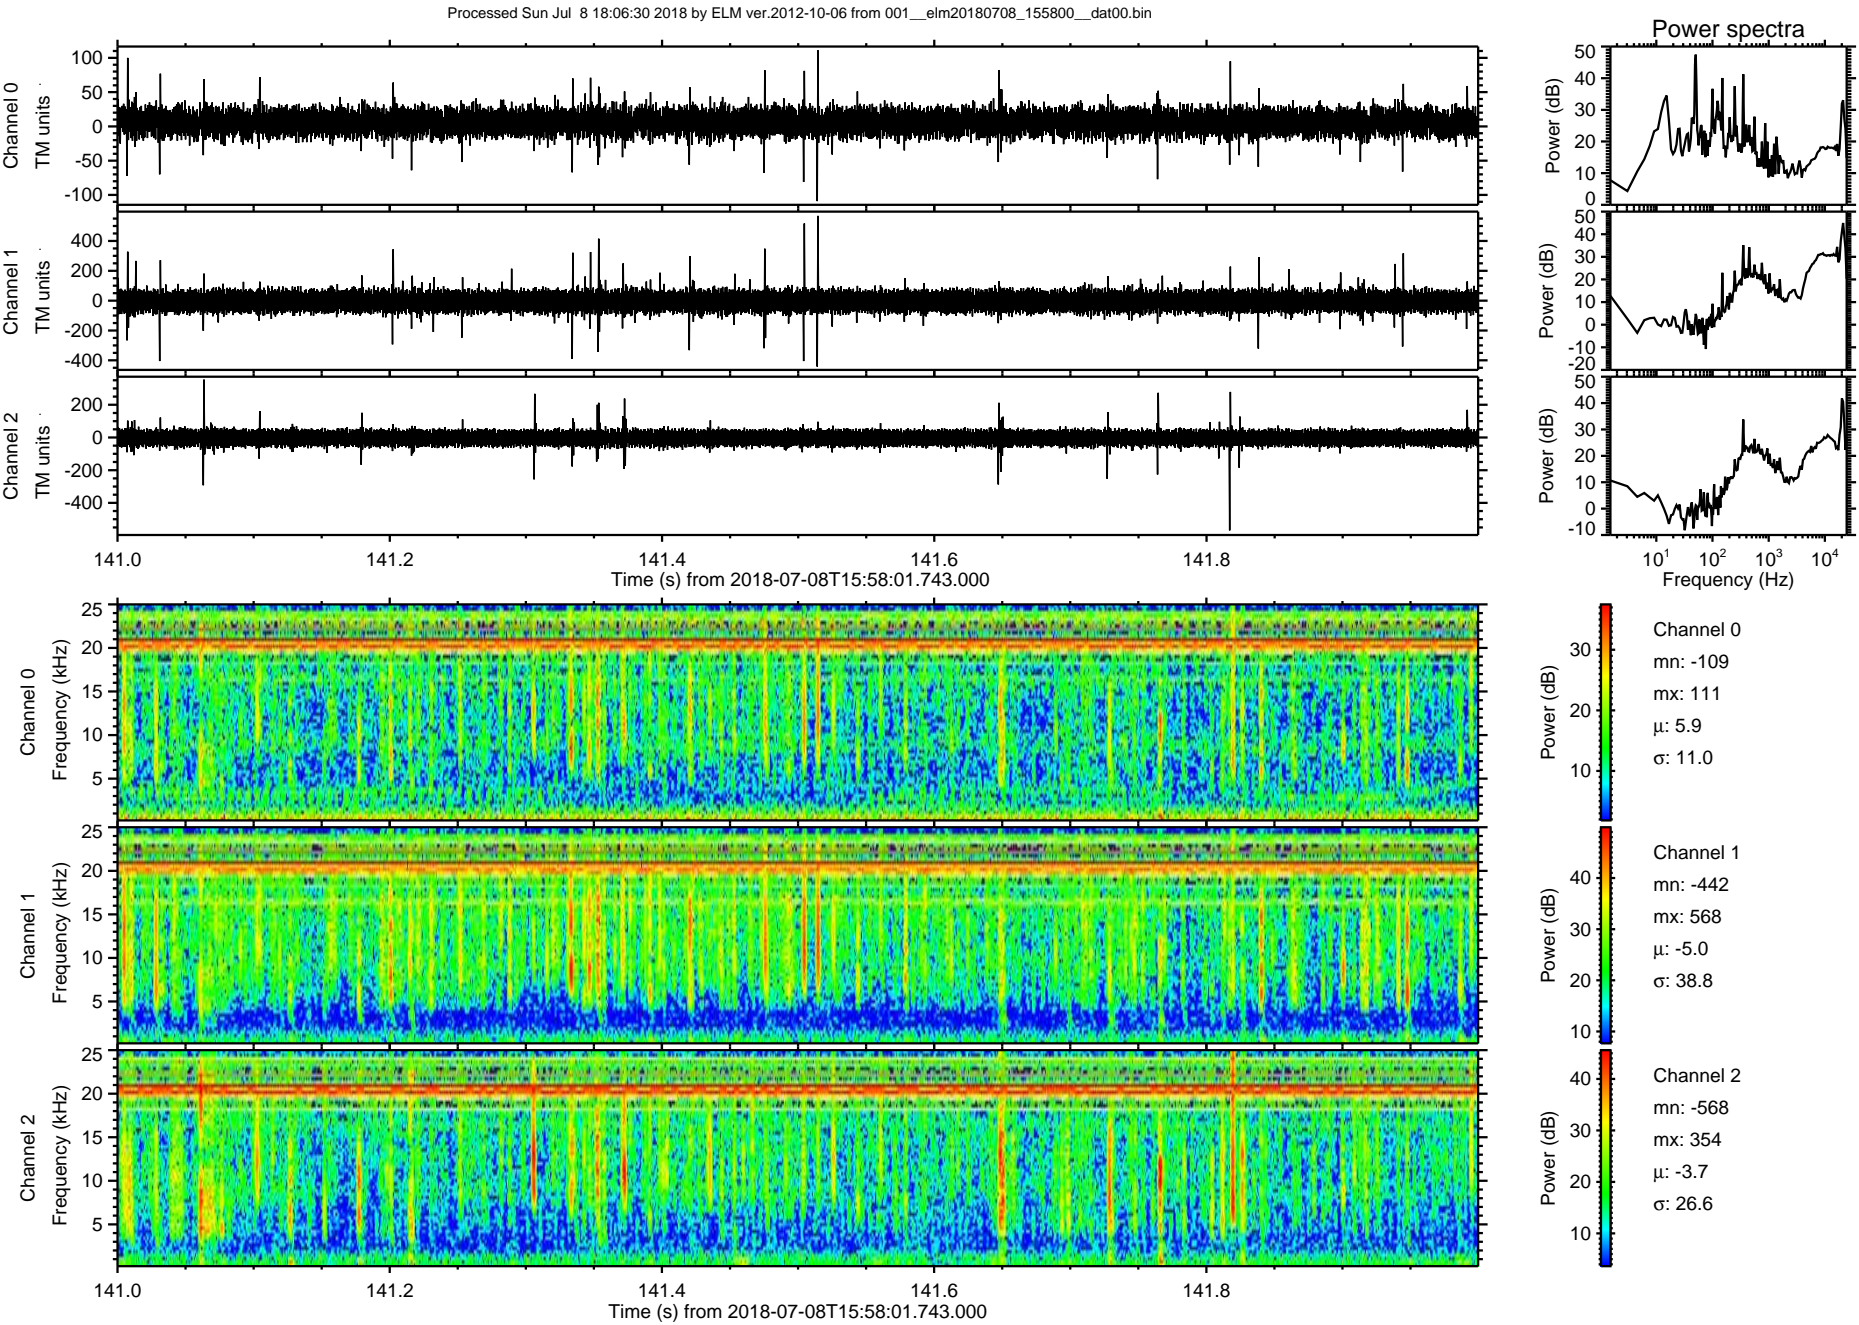 Processed Sun Jul  8 18:06:30 2018 by ELM ver.2012-10-06 from 001__elm20180708_155800__dat00.bin
Power spectra
Channel 0
TM units
100
50
0
-50
-100
Power (dB)
50
40
30
20
10
0
Channel 1
TM units
400
200
0
-200
-400
Power (dB)
50
40
30
20
10
0
-10
-20
Channel 2
TM units
200
0
-200
-400
Power (dB)
50
40
30
20
10
0
-10
141.0 141.2 141.4 141.6 141.8
Time (s) from 2018-07-08T15:58:01.743.000
10^1 10^2 10^3 10^4
Frequency (Hz)
Channel 0
Frequency (kHz)
25
20
15
10
5
Power (dB)
30
20
10
Channel 0
mn: -109
mx: 111
μ: 5.9
σ: 11.0
Channel 1
Frequency (kHz)
25
20
15
10
5
Power (dB)
40
30
20
10
Channel 1
mn: -442
mx: 568
μ: -5.0
σ: 38.8
Channel 2
Frequency (kHz)
25
20
15
10
5
Power (dB)
40
30
20
10
Channel 2
mn: -568
mx: 354
μ: -3.7
σ: 26.6
141.0 141.2 141.4 141.6 141.8
Time (s) from 2018-07-08T15:58:01.743.000